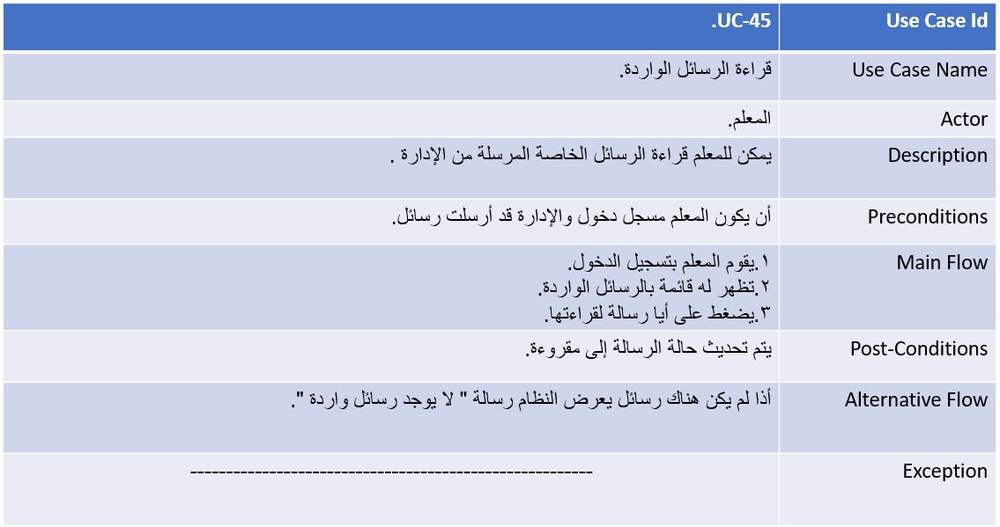 Use Case Id UC-45.
Use Case Name قراءة الرسائل الواردة.
Actor المعلم.
Description يمكن للمعلم قراءة الرسائل الخاصة المرسلة من الإدارة .
Preconditions أن يكون المعلم مسجل دخول والإدارة قد أرسلت رسائل.
Main Flow ١.يقوم المعلم بتسجيل الدخول.
٢.تظهر له قائمة بالرسائل الواردة.
٣.يضغط على أيا رسالة لقراءتها.
Post-Conditions يتم تحديث حالة الرسالة إلى مقروءة.
Alternative Flow أذا لم يكن هناك رسائل يعرض النظام رسالة " لا يوجد رسائل واردة ".
Exception --------------------------------------------------------